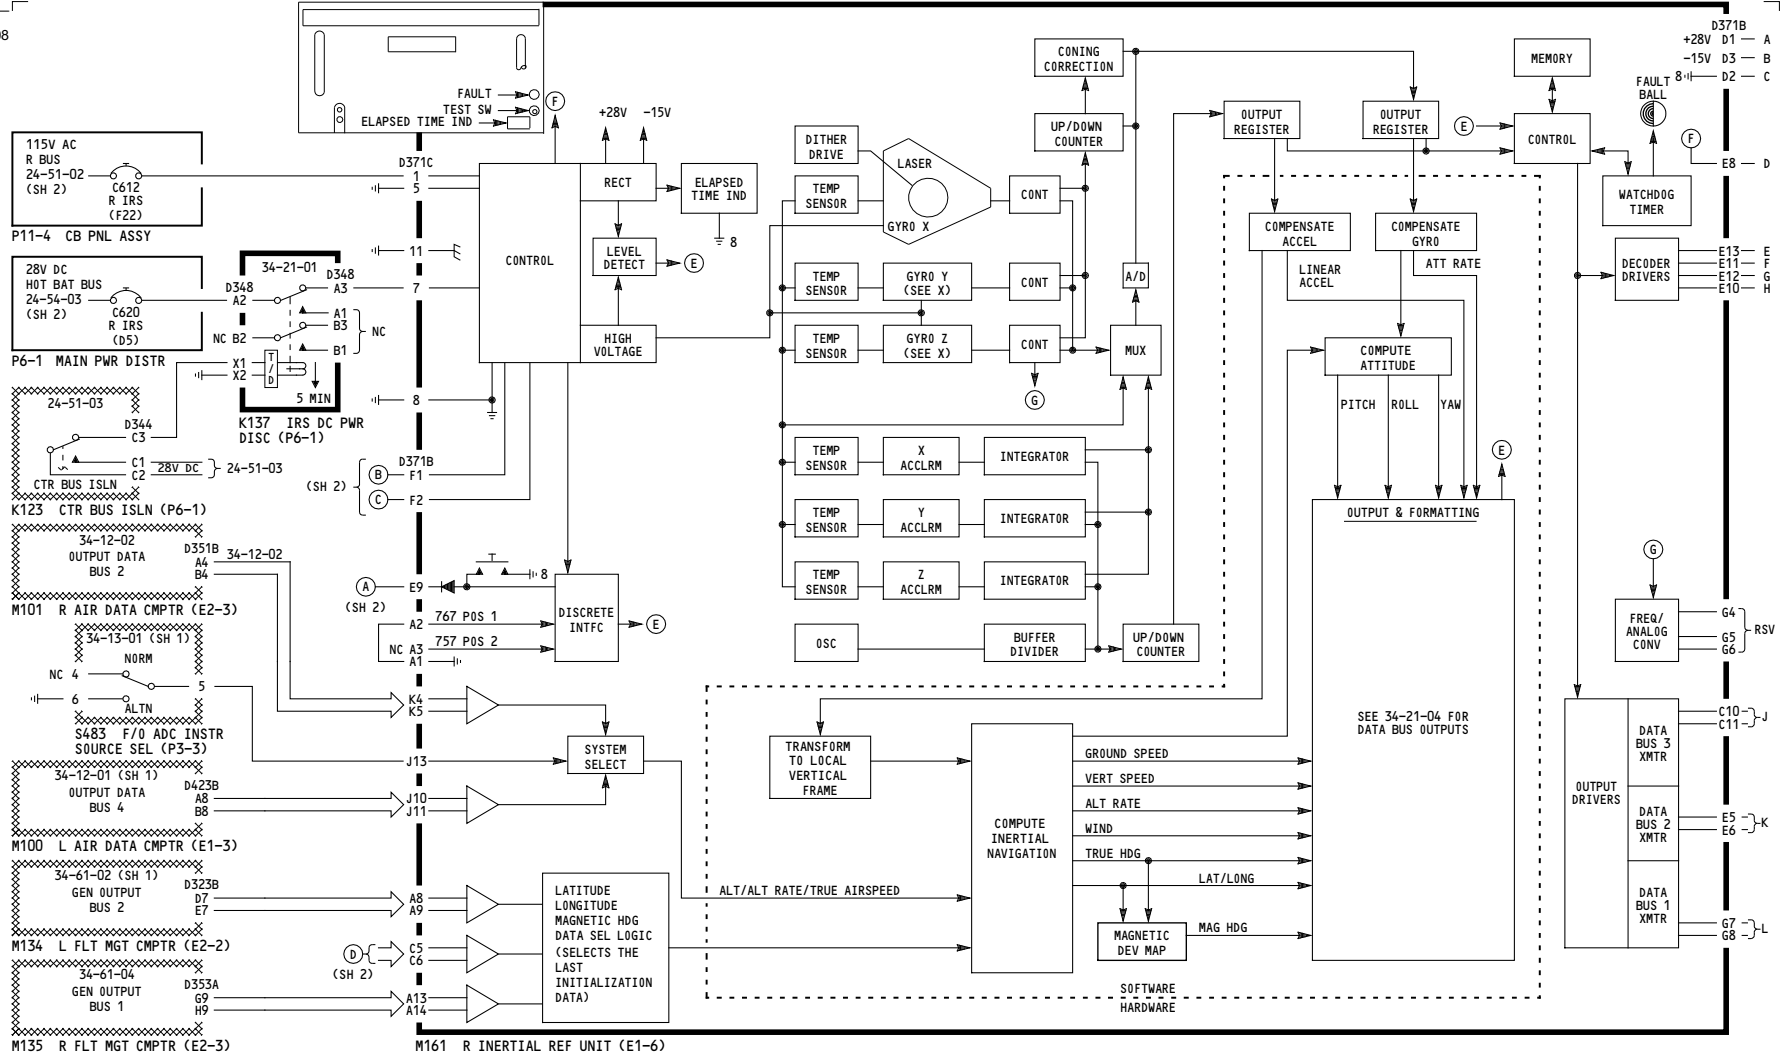 08
FAULT
TEST SW
ELAPSED TIME IND
F
+28V -15V
115V AC
R BUS
24-51-02
(SH 2)
C612
R IRS
(F22)
P11-4 CB PNL ASSY
28V DC
HOT BAT BUS
24-54-03
(SH 2)
C620
R IRS
(D5)
P6-1 MAIN PWR DISTR
34-21-01
D348
A2
D348
A3
A1
B3
NC
NC B2
B1
X1
X2
T/D
5 MIN
K137 IRS DC PWR
DISC (P6-1)
24-51-03
D344
C3
C1
C2
28V DC
24-51-03
CTR BUS ISLN
K123 CTR BUS ISLN (P6-1)
34-12-02
OUTPUT DATA
BUS 2
D351B
A4
B4
34-12-02
M101 R AIR DATA CMPTR (E2-3)
34-13-01 (SH 1)
NORM
NC 4
5
6
ALTN
S483 F/O ADC INSTR
SOURCE SEL (P3-3)
34-12-01 (SH 1)
OUTPUT DATA
BUS 4
D423B
A8
B8
M100 L AIR DATA CMPTR (E1-3)
34-61-02 (SH 1)
GEN OUTPUT
BUS 2
D323B
D7
E7
M134 L FLT MGT CMPTR (E2-2)
34-61-04
GEN OUTPUT
BUS 1
D353A
G9
H9
M135 R FLT MGT CMPTR (E2-3)
D371C
1
5
11
7
8
D371B
B
F1
(SH 2)
C
F2
A
E9
(SH 2)
8
A2 767 POS 1
NC A3 757 POS 2
A1
K4
K5
J13
J10
J11
A8
A9
D
C5
C6
(SH 2)
A13
A14
CONTROL
RECT
ELAPSED
TIME IND
8
LEVEL
DETECT
E
HIGH
VOLTAGE
DISCRETE
INTFC
E
SYSTEM
SELECT
LATITUDE
LONGITUDE
MAGNETIC HDG
DATA SEL LOGIC
(SELECTS THE
LAST
INITIALIZATION
DATA)
DITHER
DRIVE
LASER
GYRO X
TEMP
SENSOR
CONT
TEMP
SENSOR
GYRO Y
(SEE X)
CONT
TEMP
SENSOR
GYRO Z
(SEE X)
CONT
G
CONING
CORRECTION
UP/DOWN
COUNTER
A/D
MUX
TEMP
SENSOR
X
ACCLRM
INTEGRATOR
TEMP
SENSOR
Y
ACCLRM
INTEGRATOR
TEMP
SENSOR
Z
ACCLRM
INTEGRATOR
OSC
BUFFER
DIVIDER
UP/DOWN
COUNTER
OUTPUT
REGISTER
OUTPUT
REGISTER
E
MEMORY
CONTROL
FAULT
BALL
WATCHDOG
TIMER
COMPENSATE
ACCEL
COMPENSATE
GYRO
LINEAR
ACCEL
ATT RATE
COMPUTE
ATTITUDE
PITCH
ROLL
YAW
E
OUTPUT & FORMATTING
SEE 34-21-04 FOR
DATA BUS OUTPUTS
TRANSFORM
TO LOCAL
VERTICAL
FRAME
COMPUTE
INERTIAL
NAVIGATION
ALT/ALT RATE/TRUE AIRSPEED
GROUND SPEED
VERT SPEED
ALT RATE
WIND
TRUE HDG
LAT/LONG
MAGNETIC
DEV MAP
MAG HDG
SOFTWARE
HARDWARE
DECODER
DRIVERS
G
FREQ/
ANALOG
CONV
OUTPUT
DRIVERS
DATA
BUS 3
XMTR
DATA
BUS 2
XMTR
DATA
BUS 1
XMTR
D371B
+28V D1 A
-15V D3 B
8 D2 C
F
E8 D
E13 E
E11 F
E12 G
E10 H
G4
G5
G6
RSV
C10
C11
J
E5
E6
K
G7
G8
L
M161 R INERTIAL REF UNIT (E1-6)